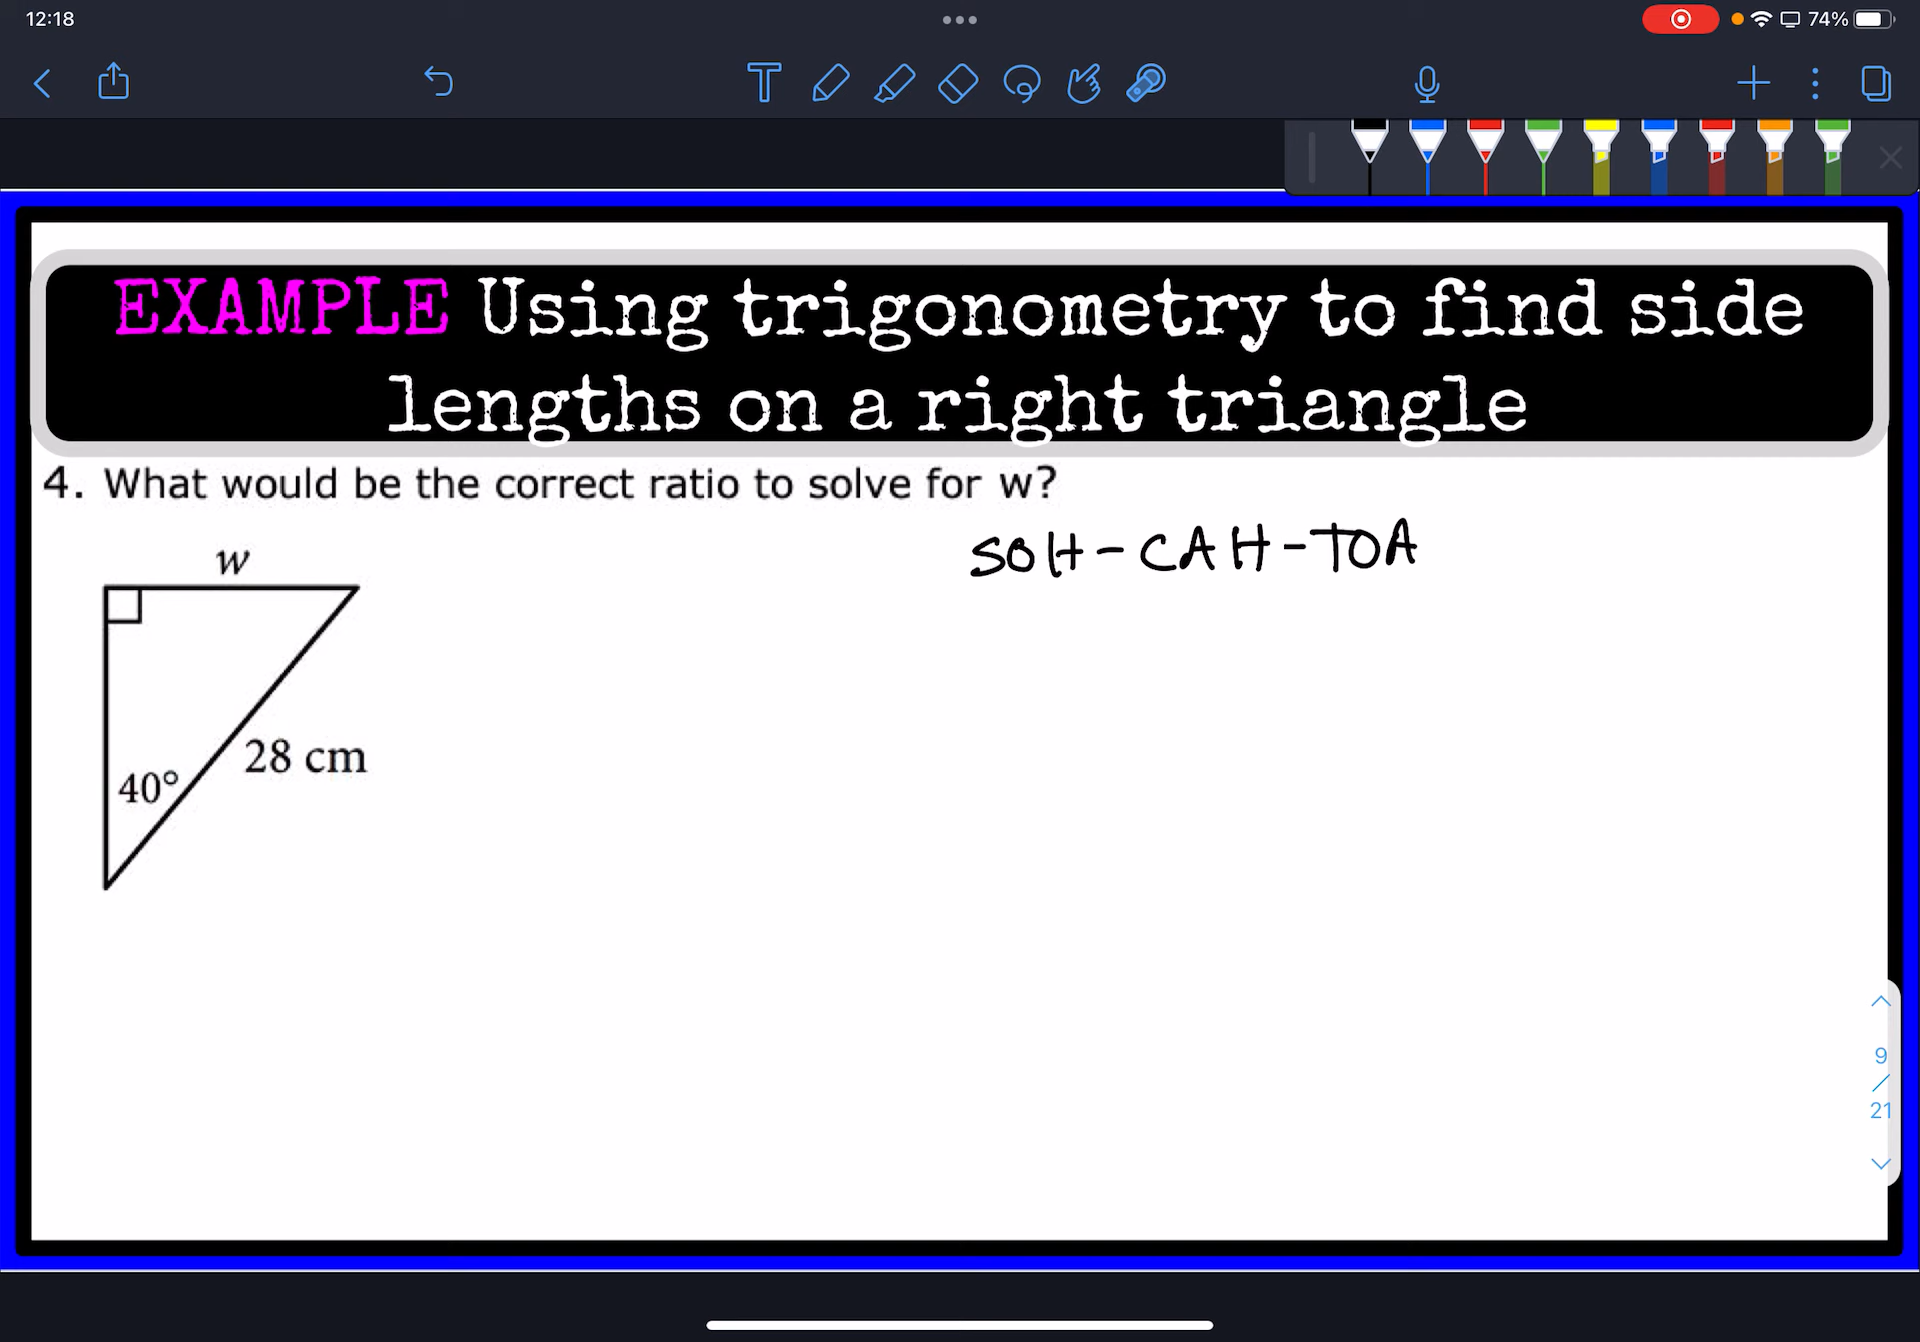 12:18
74%
EXAMPLE Using trigonometry to find side
lengths on a right triangle
4. What would be the correct ratio to solve for w?
SOH-CAH-TOA
w
28 cm
40°
9
/
21